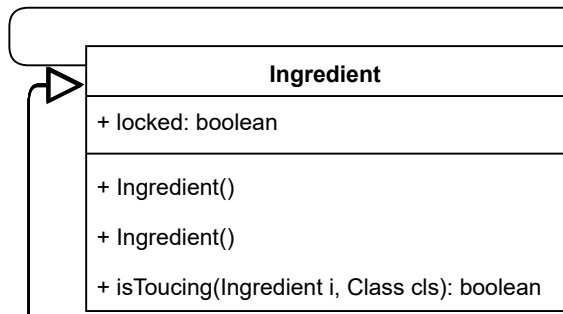 Ingredient
+ locked: boolean
+ Ingredient()
+ Ingredient()
+ isToucing(Ingredient i, Class cls): boolean